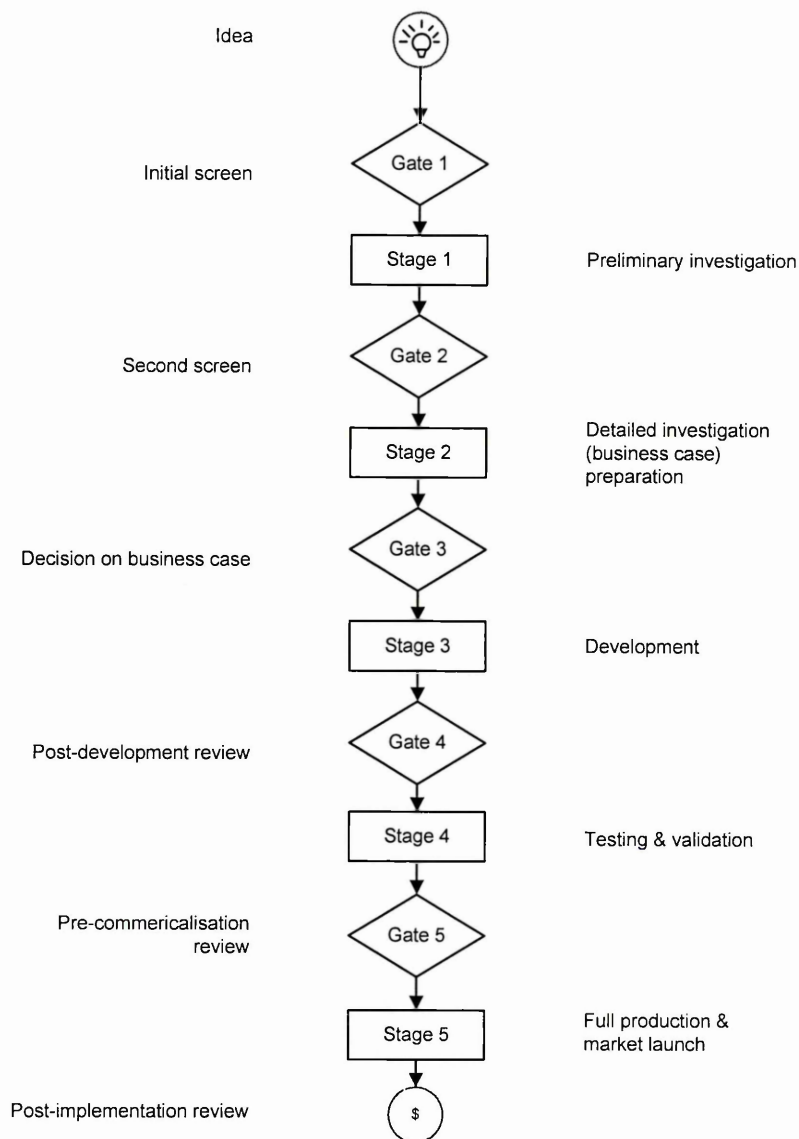 Idea
Gate 1
Initial screen
Stage 1
Preliminary investigation
Gate 2
Second screen
Stage 2
Detailed investigation
(business case)
preparation
Gate 3
Decision on business case
Stage 3
Development
Gate 4
Post-development review
Stage 4
Testing & validation
Pre-commericalisation
review
Gate 5
Stage 5
Full production &
market launch
Post-implementation review
$